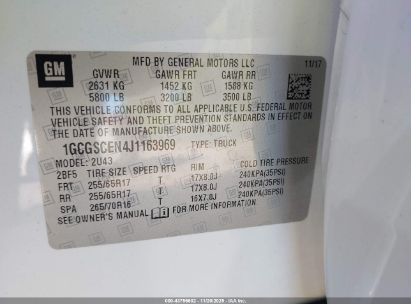 GM
MFD BY GENERAL MOTORS LLC 11/17
GVWR GAWR FRT GAWR RR
2631 KG 1452 KG 1588 KG
5800 LB 3200 LB 3500 LB
THIS VEHICLE CONFORMS TO ALL APPLICABLE U.S. FEDERAL MOTOR
VEHICLE SAFETY AND THEFT PREVENTION STANDARDS IN EFFECT ON THE
DATE OF MANUFACTURE SHOWN ABOVE.
1GCGSCEN4J1163969 TYPE: TRUCK
MODEL: 2U43
2BF5 TIRE SIZE SPEED RTG RIM COLD TIRE PRESSURE
FRT 255/65R17 T 17X8.0J 240KPA(35PSI)
RR 255/65R17 T 17X8.0J 240KPA(35PSI)
SPA 265/70R16 T 16X7.0J 240KPA(35PSI)
SEE OWNER'S MANUAL FOR MORE INFORMATION.